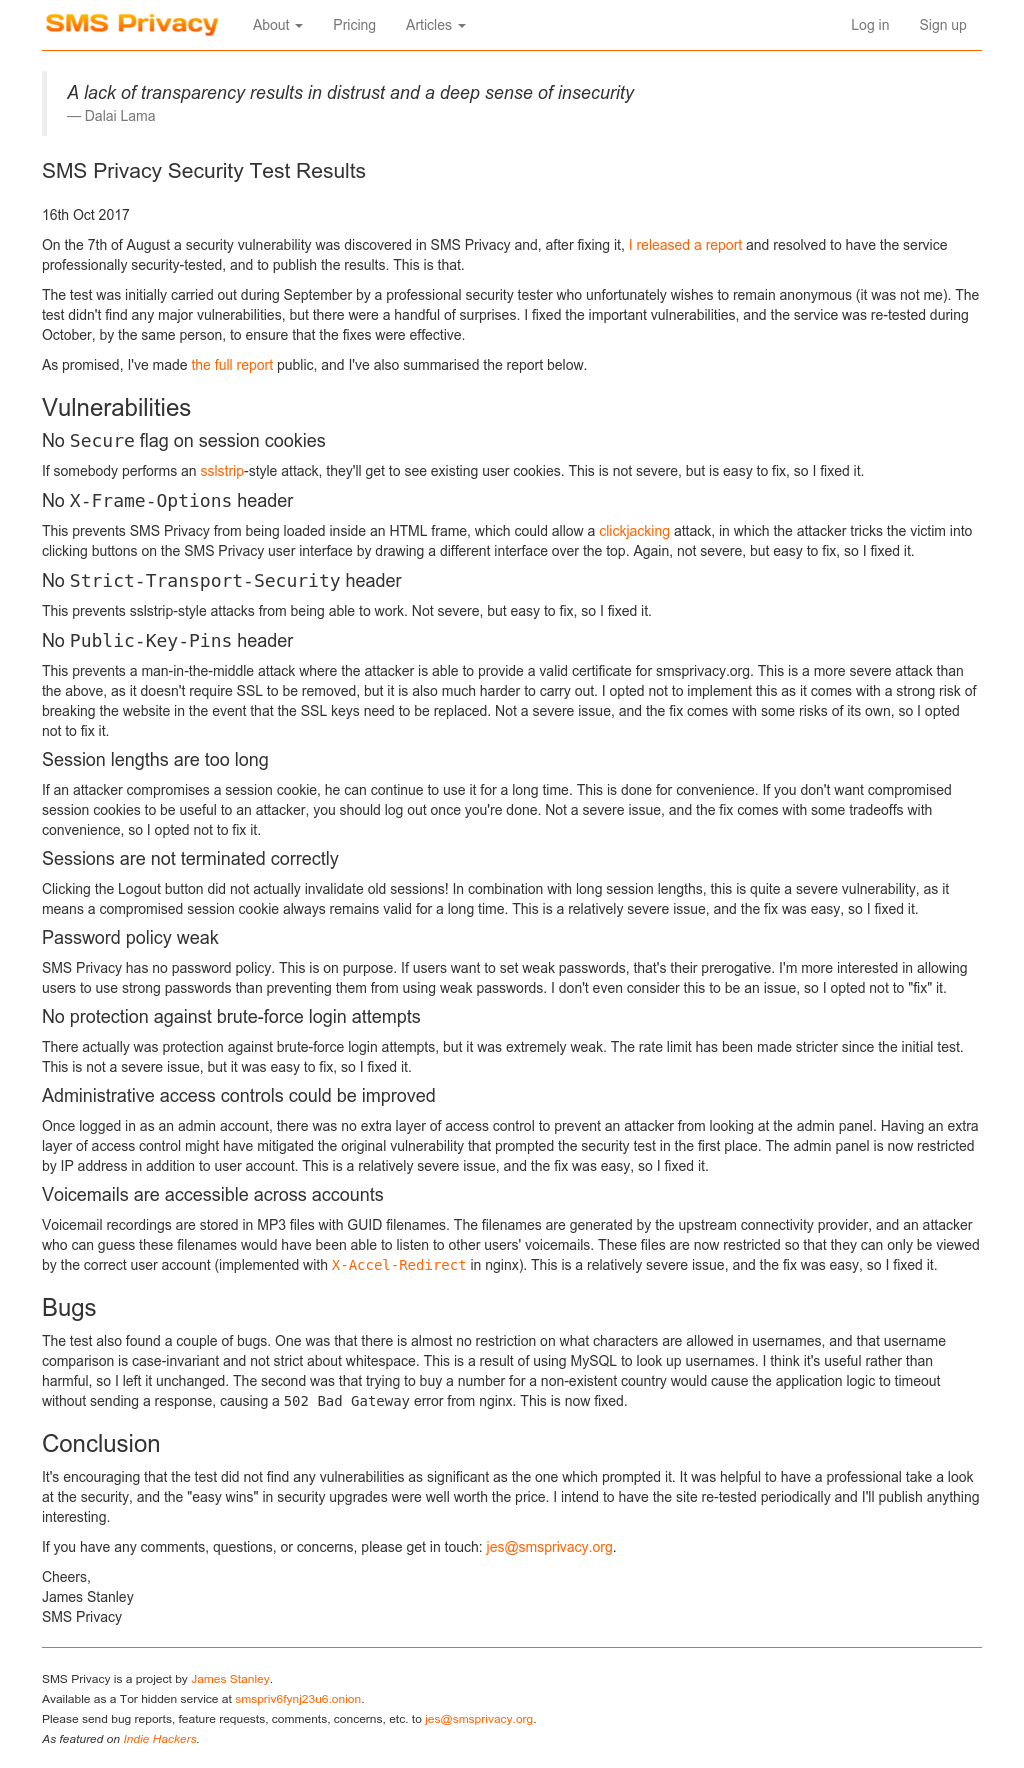 SMS Privacy About Pricing Articles Log in Sign up
A lack of transparency results in distrust and a deep sense of insecurity
— Dalai Lama
SMS Privacy Security Test Results
16th Oct 2017
On the 7th of August a security vulnerability was discovered in SMS Privacy and, after fixing it, I released a report and resolved to have the service
professionally security-tested, and to publish the results. This is that.
The test was initially carried out during September by a professional security tester who unfortunately wishes to remain anonymous (it was not me). The
test didn't find any major vulnerabilities, but there were a handful of surprises. I fixed the important vulnerabilities, and the service was re-tested during
October, by the same person, to ensure that the fixes were effective.
As promised, I've made the full report public, and I've also summarised the report below.
Vulnerabilities
No Secure flag on session cookies
If somebody performs an sslstrip-style attack, they'll get to see existing user cookies. This is not severe, but is easy to fix, so I fixed it.
No X-Frame-Options header
This prevents SMS Privacy from being loaded inside an HTML frame, which could allow a clickjacking attack, in which the attacker tricks the victim into
clicking buttons on the SMS Privacy user interface by drawing a different interface over the top. Again, not severe, but easy to fix, so I fixed it.
No Strict-Transport-Security header
This prevents sslstrip-style attacks from being able to work. Not severe, but easy to fix, so I fixed it.
No Public-Key-Pins header
This prevents a man-in-the-middle attack where the attacker is able to provide a valid certificate for smsprivacy.org. This is a more severe attack than
the above, as it doesn't require SSL to be removed, but it is also much harder to carry out. I opted not to implement this as it comes with a strong risk of
breaking the website in the event that the SSL keys need to be replaced. Not a severe issue, and the fix comes with some risks of its own, so I opted
not to fix it.
Session lengths are too long
If an attacker compromises a session cookie, he can continue to use it for a long time. This is done for convenience. If you don't want compromised
session cookies to be useful to an attacker, you should log out once you're done. Not a severe issue, and the fix comes with some tradeoffs with
convenience, so I opted not to fix it.
Sessions are not terminated correctly
Clicking the Logout button did not actually invalidate old sessions! In combination with long session lengths, this is quite a severe vulnerability, as it
means a compromised session cookie always remains valid for a long time. This is a relatively severe issue, and the fix was easy, so I fixed it.
Password policy weak
SMS Privacy has no password policy. This is on purpose. If users want to set weak passwords, that's their prerogative. I'm more interested in allowing
users to use strong passwords than preventing them from using weak passwords. I don't even consider this to be an issue, so I opted not to "fix" it.
No protection against brute-force login attempts
There actually was protection against brute-force login attempts, but it was extremely weak. The rate limit has been made stricter since the initial test.
This is not a severe issue, but it was easy to fix, so I fixed it.
Administrative access controls could be improved
Once logged in as an admin account, there was no extra layer of access control to prevent an attacker from looking at the admin panel. Having an extra
layer of access control might have mitigated the original vulnerability that prompted the security test in the first place. The admin panel is now restricted
by IP address in addition to user account. This is a relatively severe issue, and the fix was easy, so I fixed it.
Voicemails are accessible across accounts
Voicemail recordings are stored in MP3 files with GUID filenames. The filenames are generated by the upstream connectivity provider, and an attacker
who can guess these filenames would have been able to listen to other users' voicemails. These files are now restricted so that they can only be viewed
by the correct user account (implemented with X-Accel-Redirect in nginx). This is a relatively severe issue, and the fix was easy, so I fixed it.
Bugs
The test also found a couple of bugs. One was that there is almost no restriction on what characters are allowed in usernames, and that username
comparison is case-invariant and not strict about whitespace. This is a result of using MySQL to look up usernames. I think it's useful rather than
harmful, so I left it unchanged. The second was that trying to buy a number for a non-existent country would cause the application logic to timeout
without sending a response, causing a 502 Bad Gateway error from nginx. This is now fixed.
Conclusion
It's encouraging that the test did not find any vulnerabilities as significant as the one which prompted it. It was helpful to have a professional take a look
at the security, and the "easy wins" in security upgrades were well worth the price. I intend to have the site re-tested periodically and I'll publish anything
interesting.
If you have any comments, questions, or concerns, please get in touch: jes@smsprivacy.org.
Cheers,
James Stanley
SMS Privacy
SMS Privacy is a project by James Stanley.
Available as a Tor hidden service at smspriv6fynj23u6.onion.
Please send bug reports, feature requests, comments, concerns, etc. to jes@smsprivacy.org.
As featured on Indie Hackers.